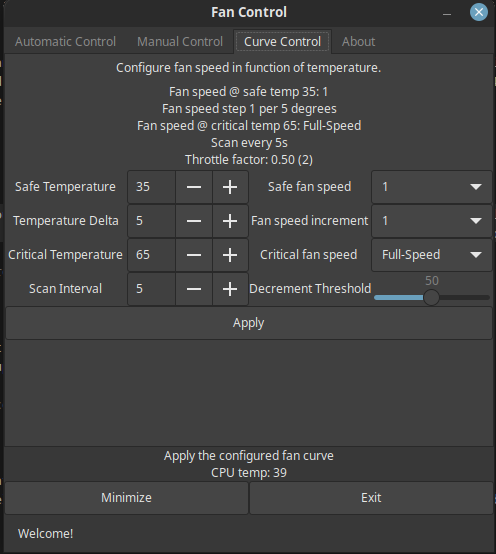 Fan Control
Automatic Control Manual Control Curve Control About
Configure fan speed in function of temperature.
Fan speed @ safe temp 35: 1
Fan speed step 1 per 5 degrees
Fan speed @ critical temp 65: Full-Speed
Scan every 5s
Throttle factor: 0.50 (2)
Safe Temperature 35 Safe fan speed 1
Temperature Delta 5 Fan speed increment 1
Critical Temperature 65 Critical fan speed Full-Speed
Scan Interval 5 Decrement Threshold 50
Apply
Apply the configured fan curve
CPU temp: 39
Minimize Exit
Welcome!